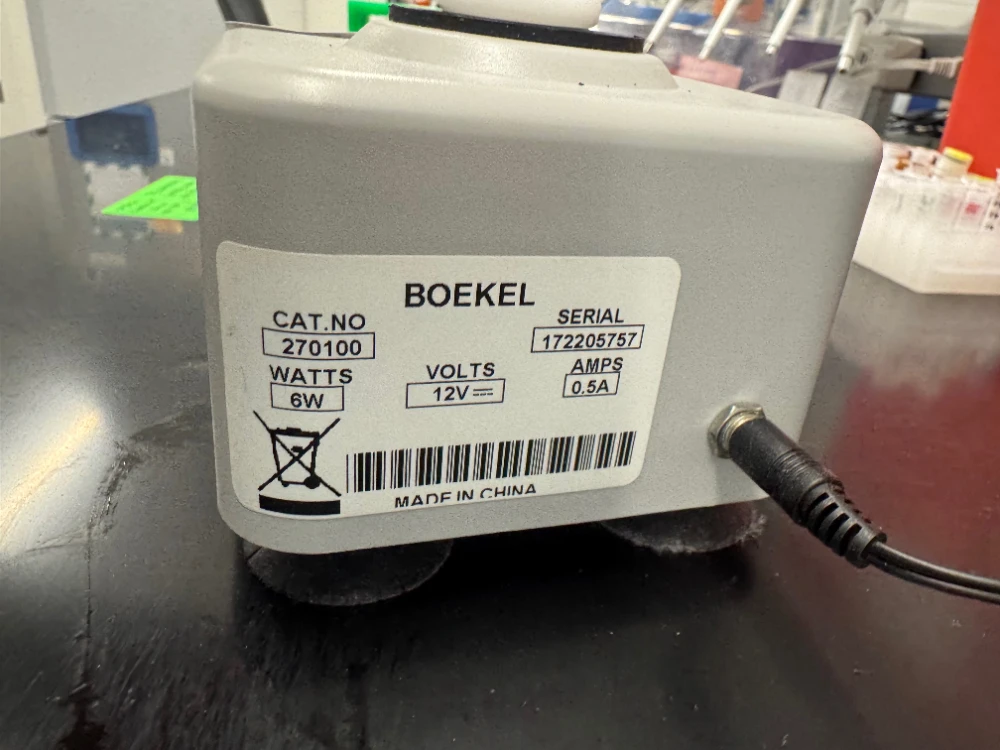 BOEKEL
CAT.NO
270100
SERIAL
172205757
WATTS
6W
VOLTS
12V
AMPS
0.5A
MADE IN CHINA